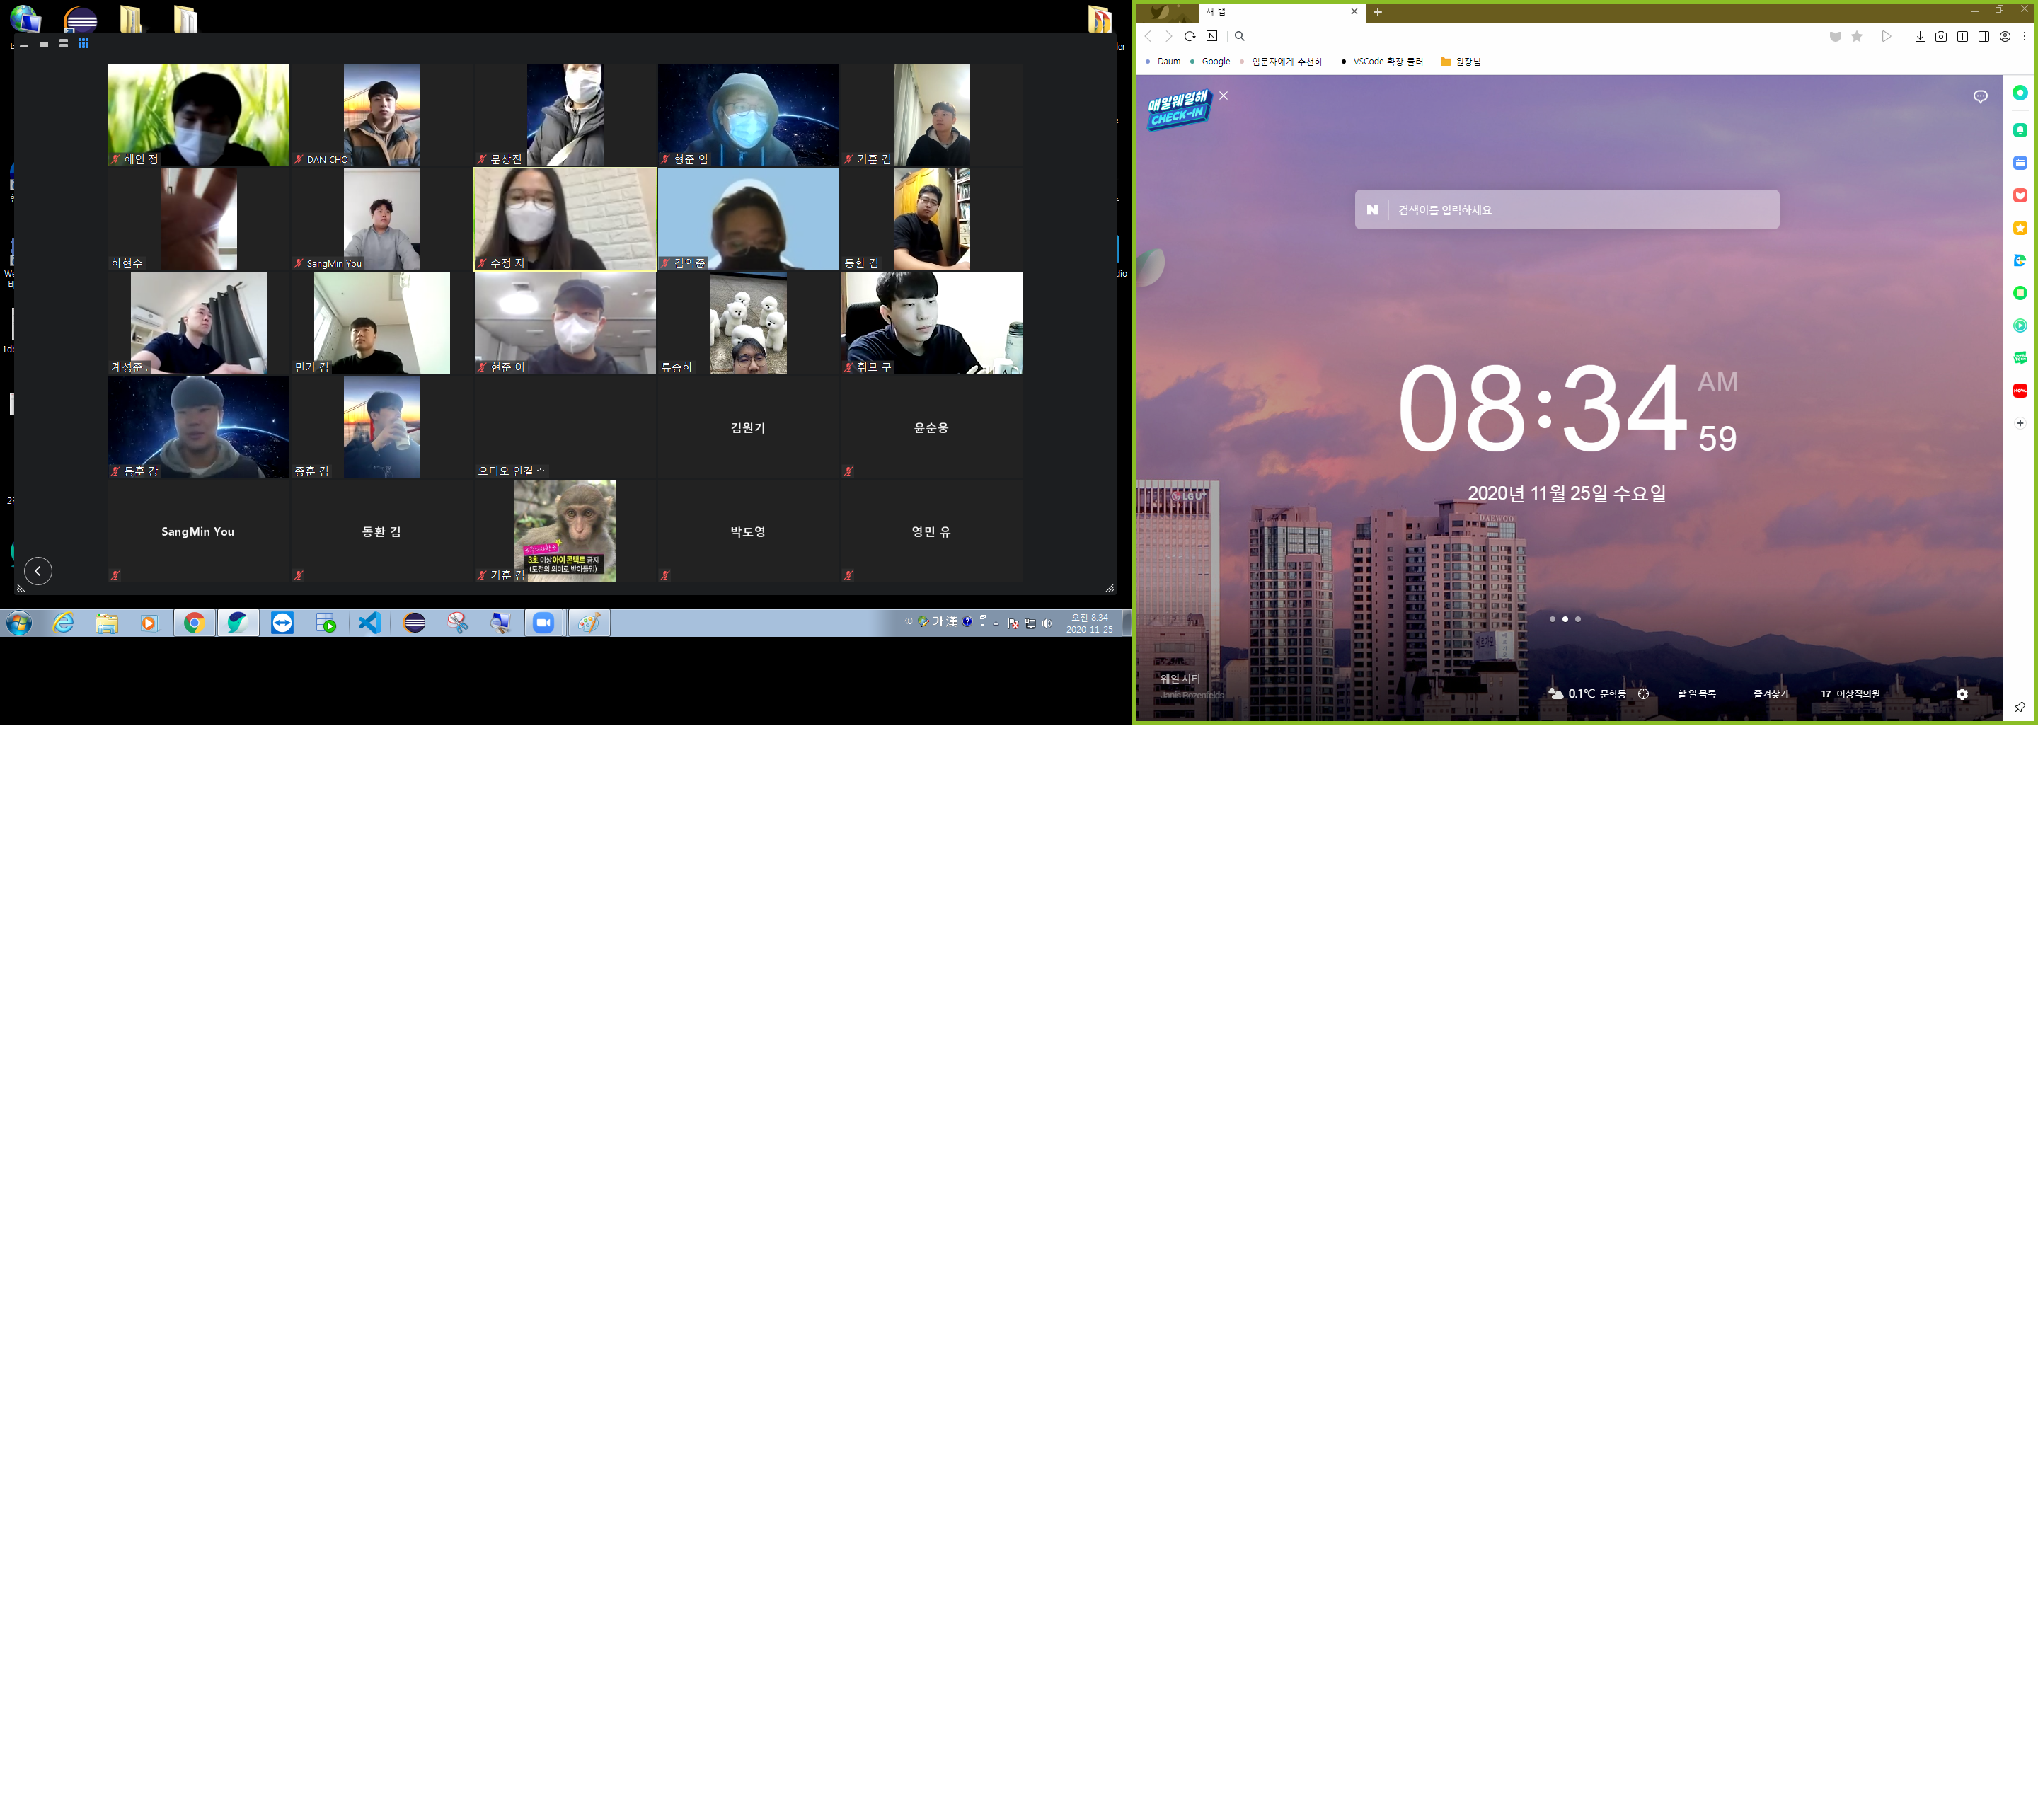 해인 정
DAN CHO
문상진
형준 임
기훈 김
하현수
SangMin You
수정 지
김익중
동환 김
계성준
민기 김
현준 이
류승하
휘모 구
동훈 강
종훈 김
오디오 연결 ···
김원기
윤순웅
SangMin You
동환 김
3초 이상 아이 콘택트 금지
(도전의 의미로 받아들임)
기훈 김
박도영
영민 유
오전 8:34
2020-11-25
KO 가 漢
새 탭
Daum
Google
입문자에게 추천하...
VSCode 확장 플러...
원장님
매일웨일해
CHECK-IN
N 검색어를 입력하세요
08:34 AM
59
2020년 11월 25일 수요일
LG U+
DAEWOO
웨일 시티
Janis Rozenfelds
0.1℃ 문학동
할 일 목록
즐겨찾기
17 이상직의원